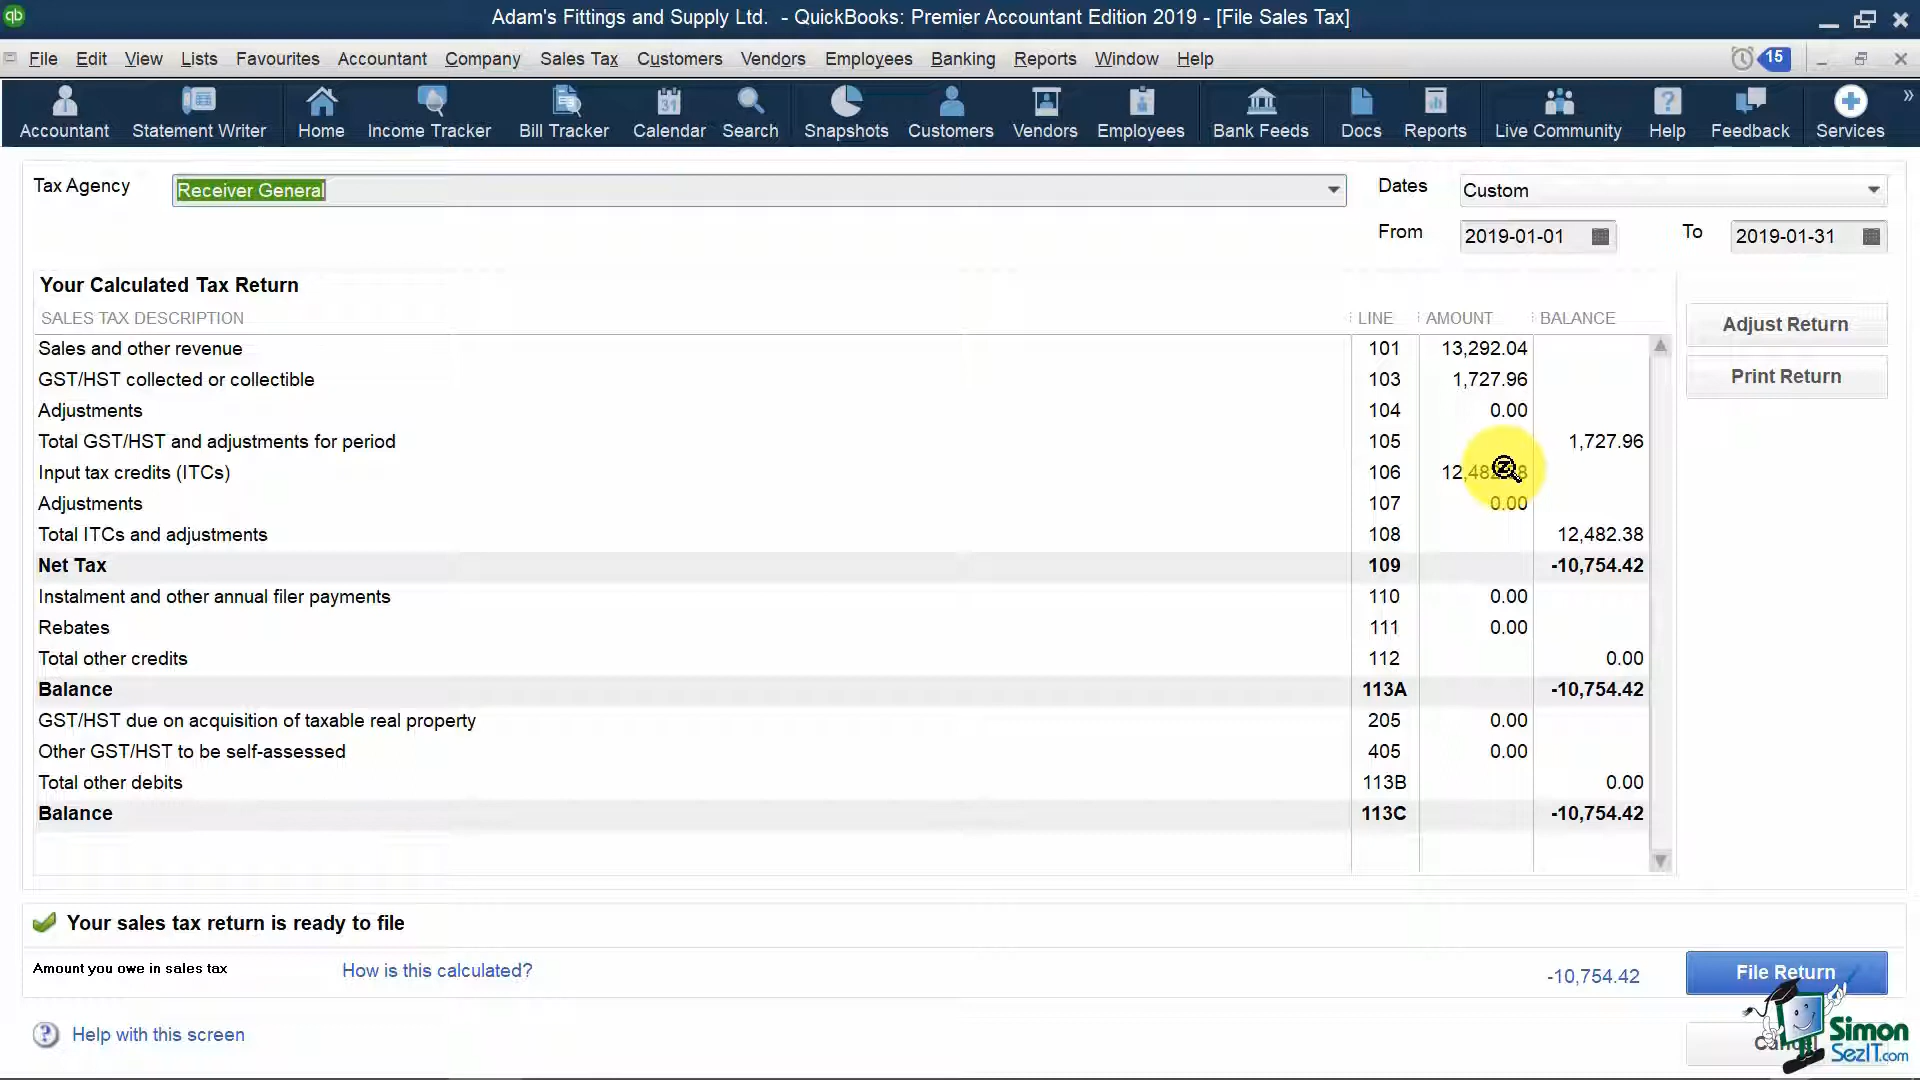 qb Adam's Fittings and Supply Ltd. - QuickBooks: Premier Accountant Edition 2019 - [File Sales Tax]
File Edit View Lists Favourites Accountant Company Sales Tax Customers Vendors Employees Banking Reports Window Help 15
Accountant Statement Writer Home Income Tracker Bill Tracker Calendar Search Snapshots Customers Vendors Employees Bank Feeds Docs Reports Live Community Help Feedback Services
Tax Agency Receiver General Dates Custom
From 2019-01-01 To 2019-01-31
Your Calculated Tax Return
SALES TAX DESCRIPTION LINE AMOUNT BALANCE
Adjust Return
Sales and other revenue 101 13,292.04
GST/HST collected or collectible 103 1,727.96
Print Return
Adjustments 104 0.00
Total GST/HST and adjustments for period 105 1,727.96
Input tax credits (ITCs) 106
Adjustments 107 0.00
Total ITCs and adjustments 108 12,482.38
Net Tax 109 -10,754.42
Instalment and other annual filer payments 110 0.00
Rebates 111 0.00
Total other credits 112 0.00
Balance 113A -10,754.42
GST/HST due on acquisition of taxable real property 205 0.00
Other GST/HST to be self-assessed 405 0.00
Total other debits 113B 0.00
Balance 113C -10,754.42
Your sales tax return is ready to file
Amount you owe in sales tax How is this calculated? -10,754.42 File Return
Help with this screen
Simon
SezIT.com